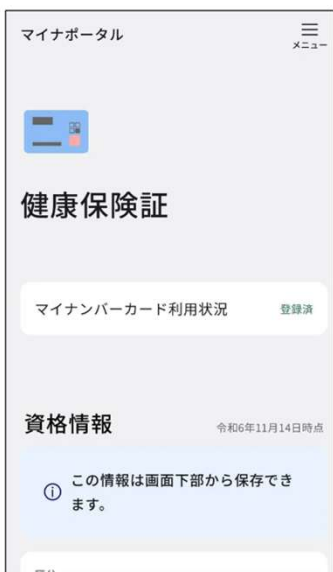 マイナポータル
メニュー
健康保険証
マイナンバーカード利用状況 登録済
資格情報 令和6年11月14日時点
この情報は画面下部から保存でき
ます。